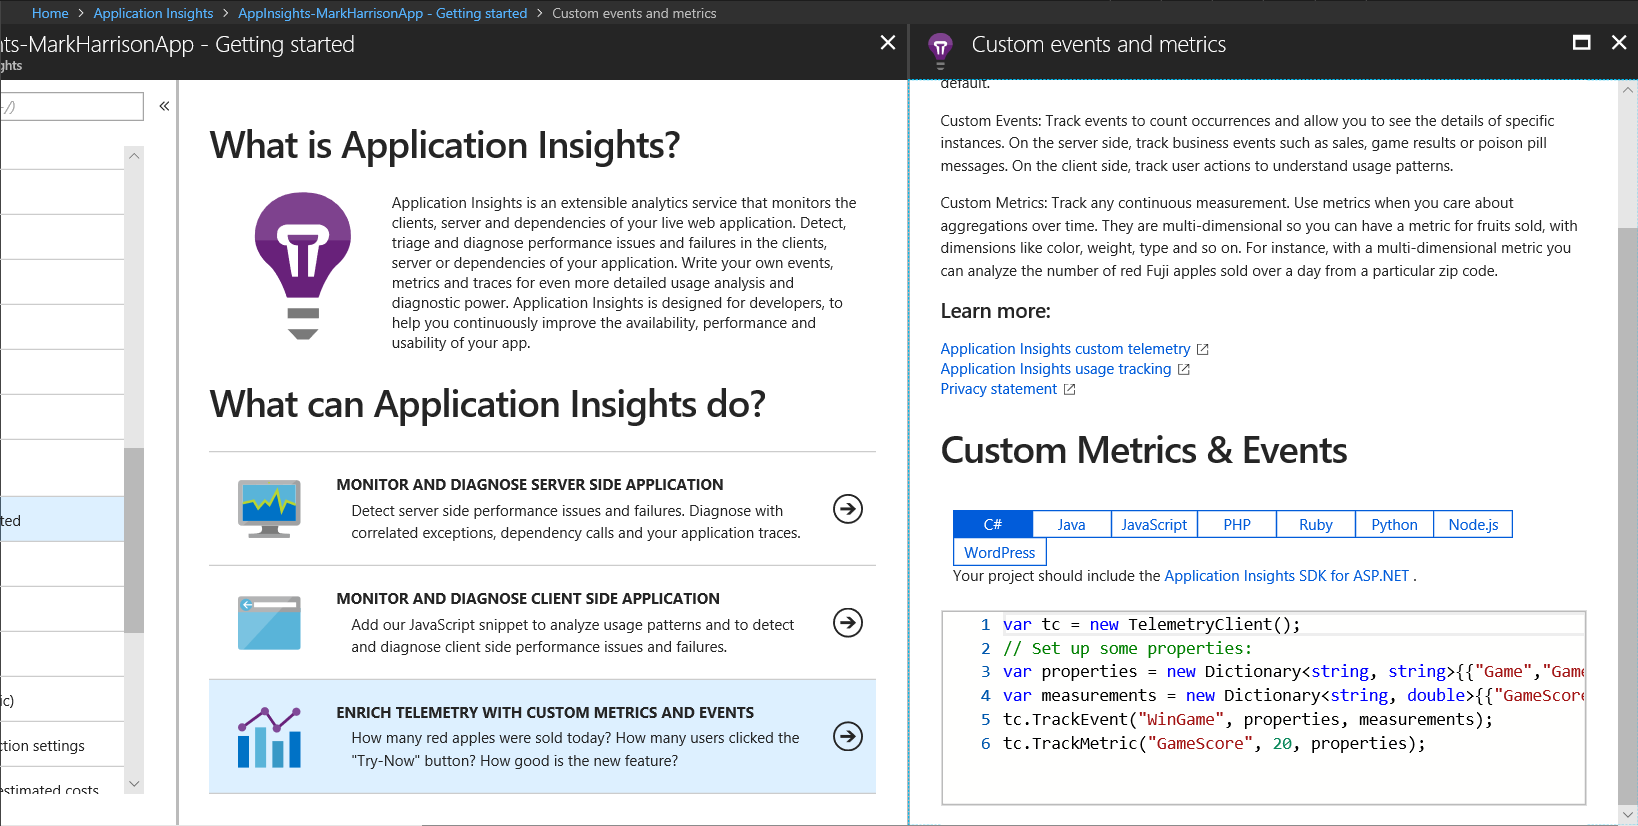 Home > Application Insights > AppInsights-MarkHarrisonApp - Getting started > Custom events and metrics
ts-MarkHarrisonApp - Getting started
ghts
-/)
ted
ic)
ction settings
estimated costs
What is Application Insights?
Application Insights is an extensible analytics service that monitors the
clients, server and dependencies of your live web application. Detect,
triage and diagnose performance issues and failures in the clients,
server or dependencies of your application. Write your own events,
metrics and traces for even more detailed usage analysis and
diagnostic power. Application Insights is designed for developers, to
help you continuously improve the availability, performance and
usability of your app.
What can Application Insights do?
MONITOR AND DIAGNOSE SERVER SIDE APPLICATION
Detect server side performance issues and failures. Diagnose with
correlated exceptions, dependency calls and your application traces.
MONITOR AND DIAGNOSE CLIENT SIDE APPLICATION
Add our JavaScript snippet to analyze usage patterns and to detect
and diagnose client side performance issues and failures.
ENRICH TELEMETRY WITH CUSTOM METRICS AND EVENTS
How many red apples were sold today? How many users clicked the
"Try-Now" button? How good is the new feature?
Custom events and metrics
default.
Custom Events: Track events to count occurrences and allow you to see the details of specific
instances. On the server side, track business events such as sales, game results or poison pill
messages. On the client side, track user actions to understand usage patterns.
Custom Metrics: Track any continuous measurement. Use metrics when you care about
aggregations over time. They are multi-dimensional so you can have a metric for fruits sold, with
dimensions like color, weight, type and so on. For instance, with a multi-dimensional metric you
can analyze the number of red Fuji apples sold over a day from a particular zip code.
Learn more:
Application Insights custom telemetry
Application Insights usage tracking
Privacy statement
Custom Metrics & Events
C# Java JavaScript PHP Ruby Python Node.js
WordPress
Your project should include the Application Insights SDK for ASP.NET .
1 var tc = new TelemetryClient();
2 // Set up some properties:
3 var properties = new Dictionary<string, string>{{"Game","Game
4 var measurements = new Dictionary<string, double>{{"GameScore
5 tc.TrackEvent("WinGame", properties, measurements);
6 tc.TrackMetric("GameScore", 20, properties);